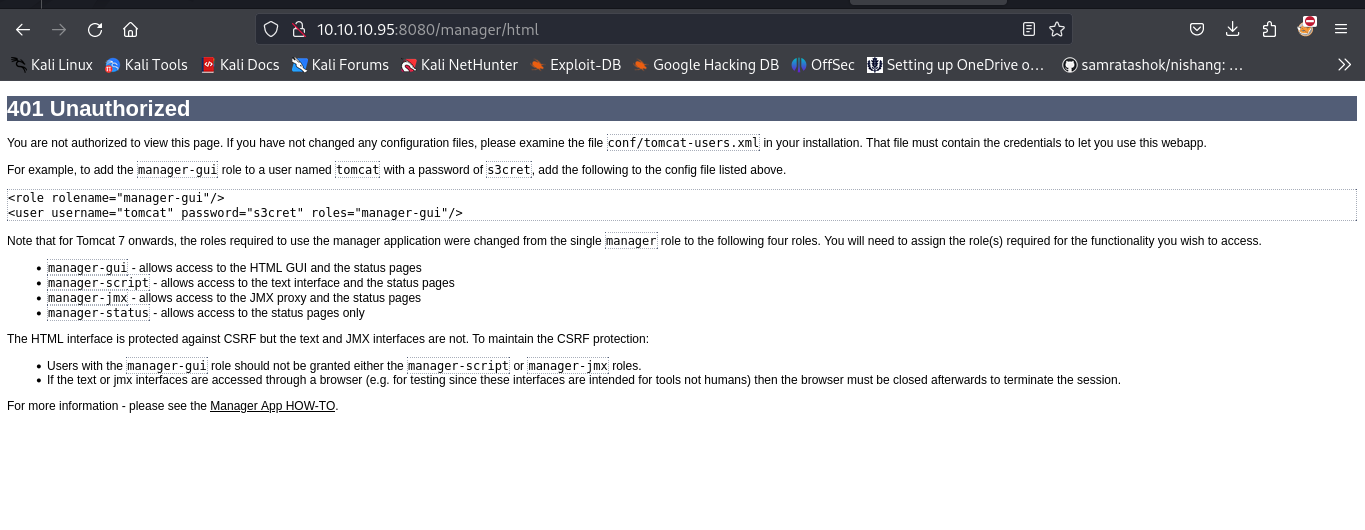 10.10.10.95:8080/manager/html
Kali Linux Kali Tools Kali Docs Kali Forums Kali NetHunter Exploit-DB Google Hacking DB OffSec Setting up OneDrive o… samratashok/nishang: …
401 Unauthorized
You are not authorized to view this page. If you have not changed any configuration files, please examine the file conf/tomcat-users.xml in your installation. That file must contain the credentials to let you use this webapp.
For example, to add the manager-gui role to a user named tomcat with a password of s3cret, add the following to the config file listed above.
<role rolename="manager-gui"/>
<user username="tomcat" password="s3cret" roles="manager-gui"/>
Note that for Tomcat 7 onwards, the roles required to use the manager application were changed from the single manager role to the following four roles. You will need to assign the role(s) required for the functionality you wish to access.
• manager-gui - allows access to the HTML GUI and the status pages
• manager-script - allows access to the text interface and the status pages
• manager-jmx - allows access to the JMX proxy and the status pages
• manager-status - allows access to the status pages only
The HTML interface is protected against CSRF but the text and JMX interfaces are not. To maintain the CSRF protection:
• Users with the manager-gui role should not be granted either the manager-script or manager-jmx roles.
• If the text or jmx interfaces are accessed through a browser (e.g. for testing since these interfaces are intended for tools not humans) then the browser must be closed afterwards to terminate the session.
For more information - please see the Manager App HOW-TO.